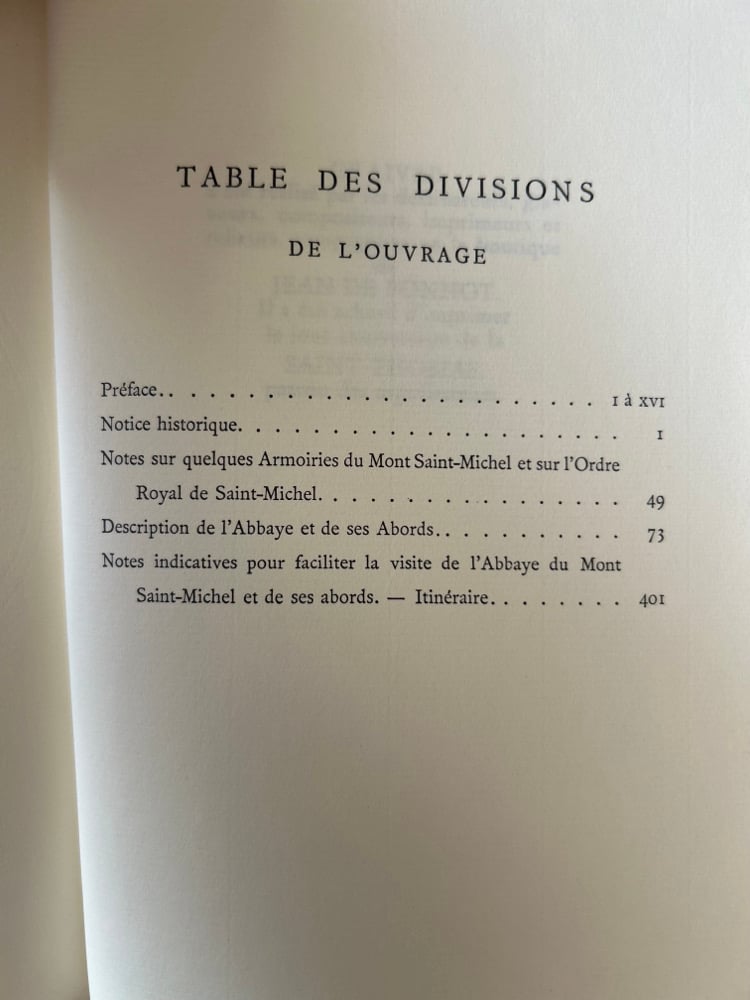 TABLE DES DIVISIONS
DE L'OUVRAGE
Préface.. . . . . . . . . . . . . . . . . . . . . . . . I à XVI
Notice historique. . . . . . . . . . . . . . . . . . . . I
Notes sur quelques Armoiries du Mont Saint-Michel et sur l'Ordre
Royal de Saint-Michel. . . . . . . . . . . . . . . . 49
Description de l'Abbaye et de ses Abords.. . . . . . . . . . 73
Notes indicatives pour faciliter la visite de l'Abbaye du Mont
Saint-Michel et de ses abords. — Itinéraire. . . . . . . . 401